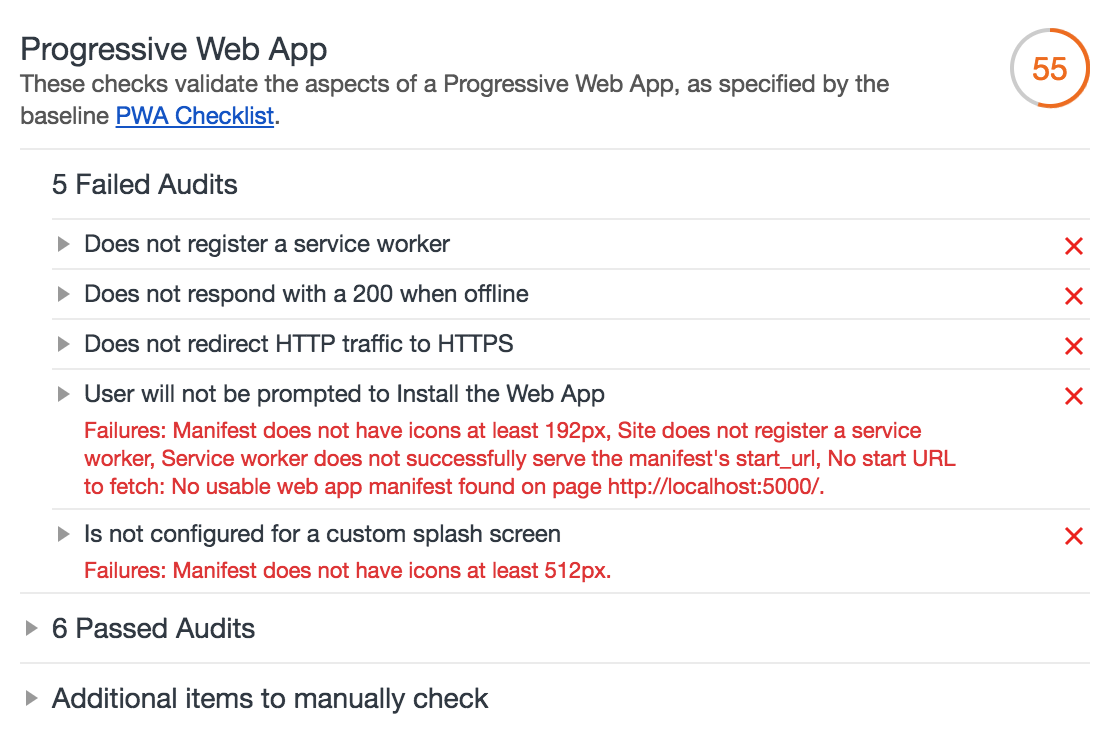 Progressive Web App
These checks validate the aspects of a Progressive Web App, as specified by the
baseline PWA Checklist.
55
5 Failed Audits
Does not register a service worker
Does not respond with a 200 when offline
Does not redirect HTTP traffic to HTTPS
User will not be prompted to Install the Web App
Failures: Manifest does not have icons at least 192px, Site does not register a service
worker, Service worker does not successfully serve the manifest's start_url, No start URL
to fetch: No usable web app manifest found on page http://localhost:5000/.
Is not configured for a custom splash screen
Failures: Manifest does not have icons at least 512px.
6 Passed Audits
Additional items to manually check